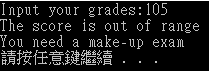 Input your grades:105
The score is out of range
You need a make-up exam
請按任意鍵繼續 . . .